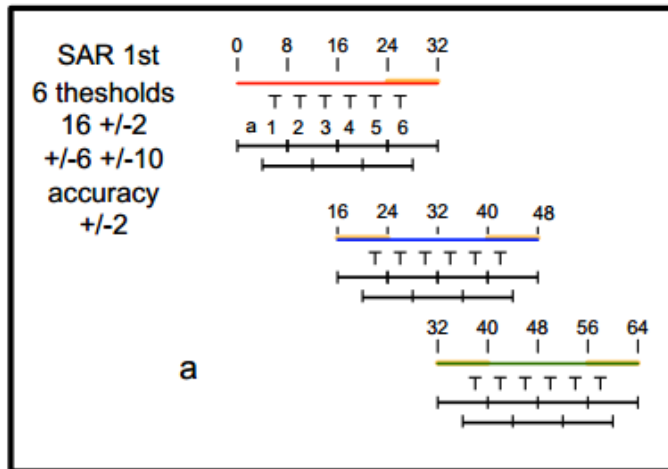 SAR 1st
6 thesholds
16 +/-2
+/-6 +/-10
accuracy
+/-2
0 8 16 24 32
T T T T T T
a 1 2 3 4 5 6
16 24 32 40 48
T T T T T T
32 40 48 56 64
T T T T T T
a